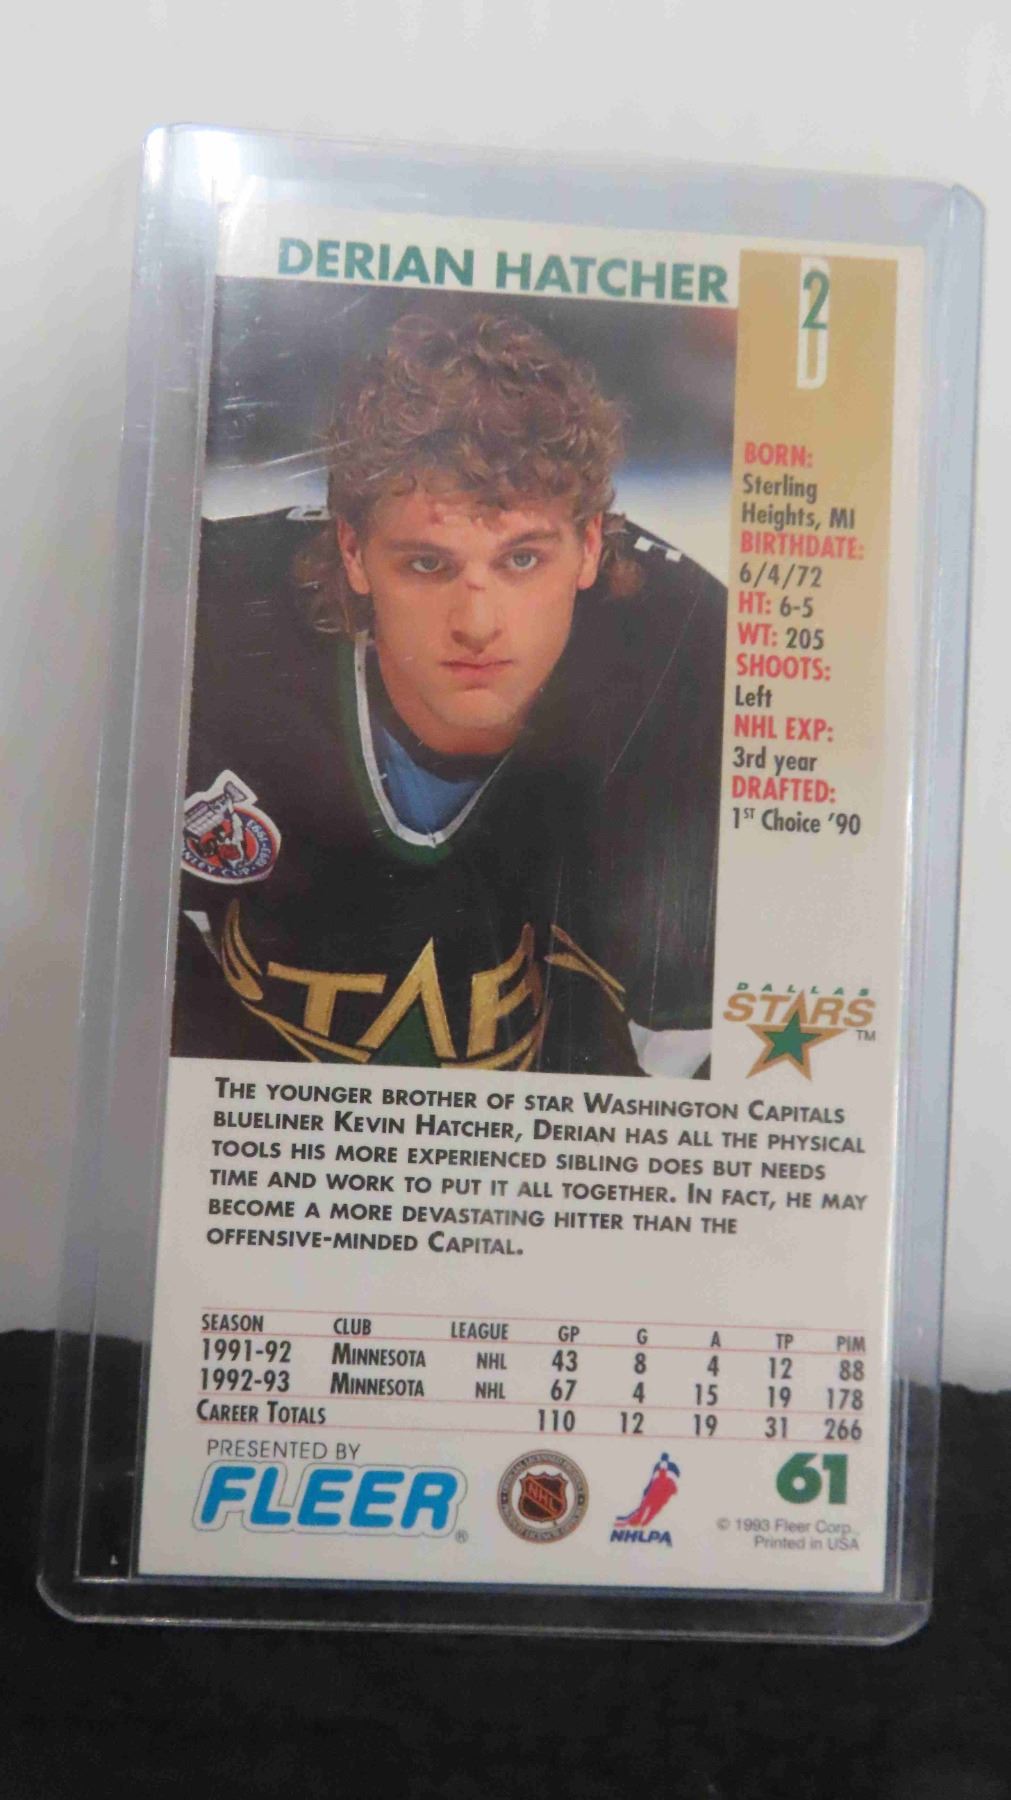 DERIAN HATCHER
2
D
BORN:
Sterling
Heights, MI
BIRTHDATE:
6/4/72
HT: 6-5
WT: 205
SHOOTS:
Left
NHL EXP:
3rd year
DRAFTED:
1ST Choice '90
1893-1993
CUP
STAR
DALLAS
STARS
TM
THE YOUNGER BROTHER OF STAR WASHINGTON CAPITALS
BLUELINER KEVIN HATCHER, DERIAN HAS ALL THE PHYSICAL
TOOLS HIS MORE EXPERIENCED SIBLING DOES BUT NEEDS
TIME AND WORK TO PUT IT ALL TOGETHER. IN FACT, HE MAY
BECOME A MORE DEVASTATING HITTER THAN THE
OFFENSIVE-MINDED CAPITAL.
SEASON CLUB LEAGUE GP G A TP PIM
1991-92 MINNESOTA NHL 43 8 4 12 88
1992-93 MINNESOTA NHL 67 4 15 19 178
CAREER TOTALS 110 12 19 31 266
PRESENTED BY
FLEER®
NHL
NHLPA
61
© 1993 Fleer Corp.,
Printed in USA